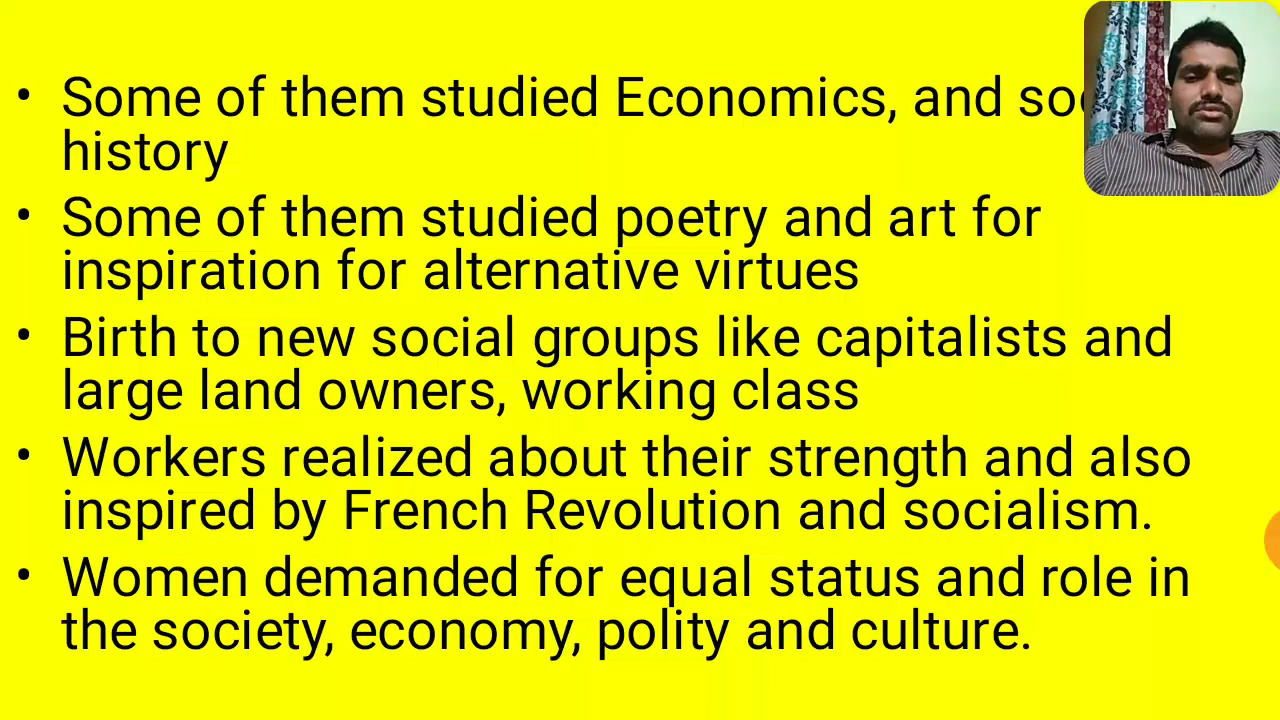 • Some of them studied Economics, and
history
• Some of them studied poetry and art for
inspiration for alternative virtues
• Birth to new social groups like capitalists and
large land owners, working class
• Workers realized about their strength and also
inspired by French Revolution and socialism.
• Women demanded for equal status and role in
the society, economy, polity and culture.